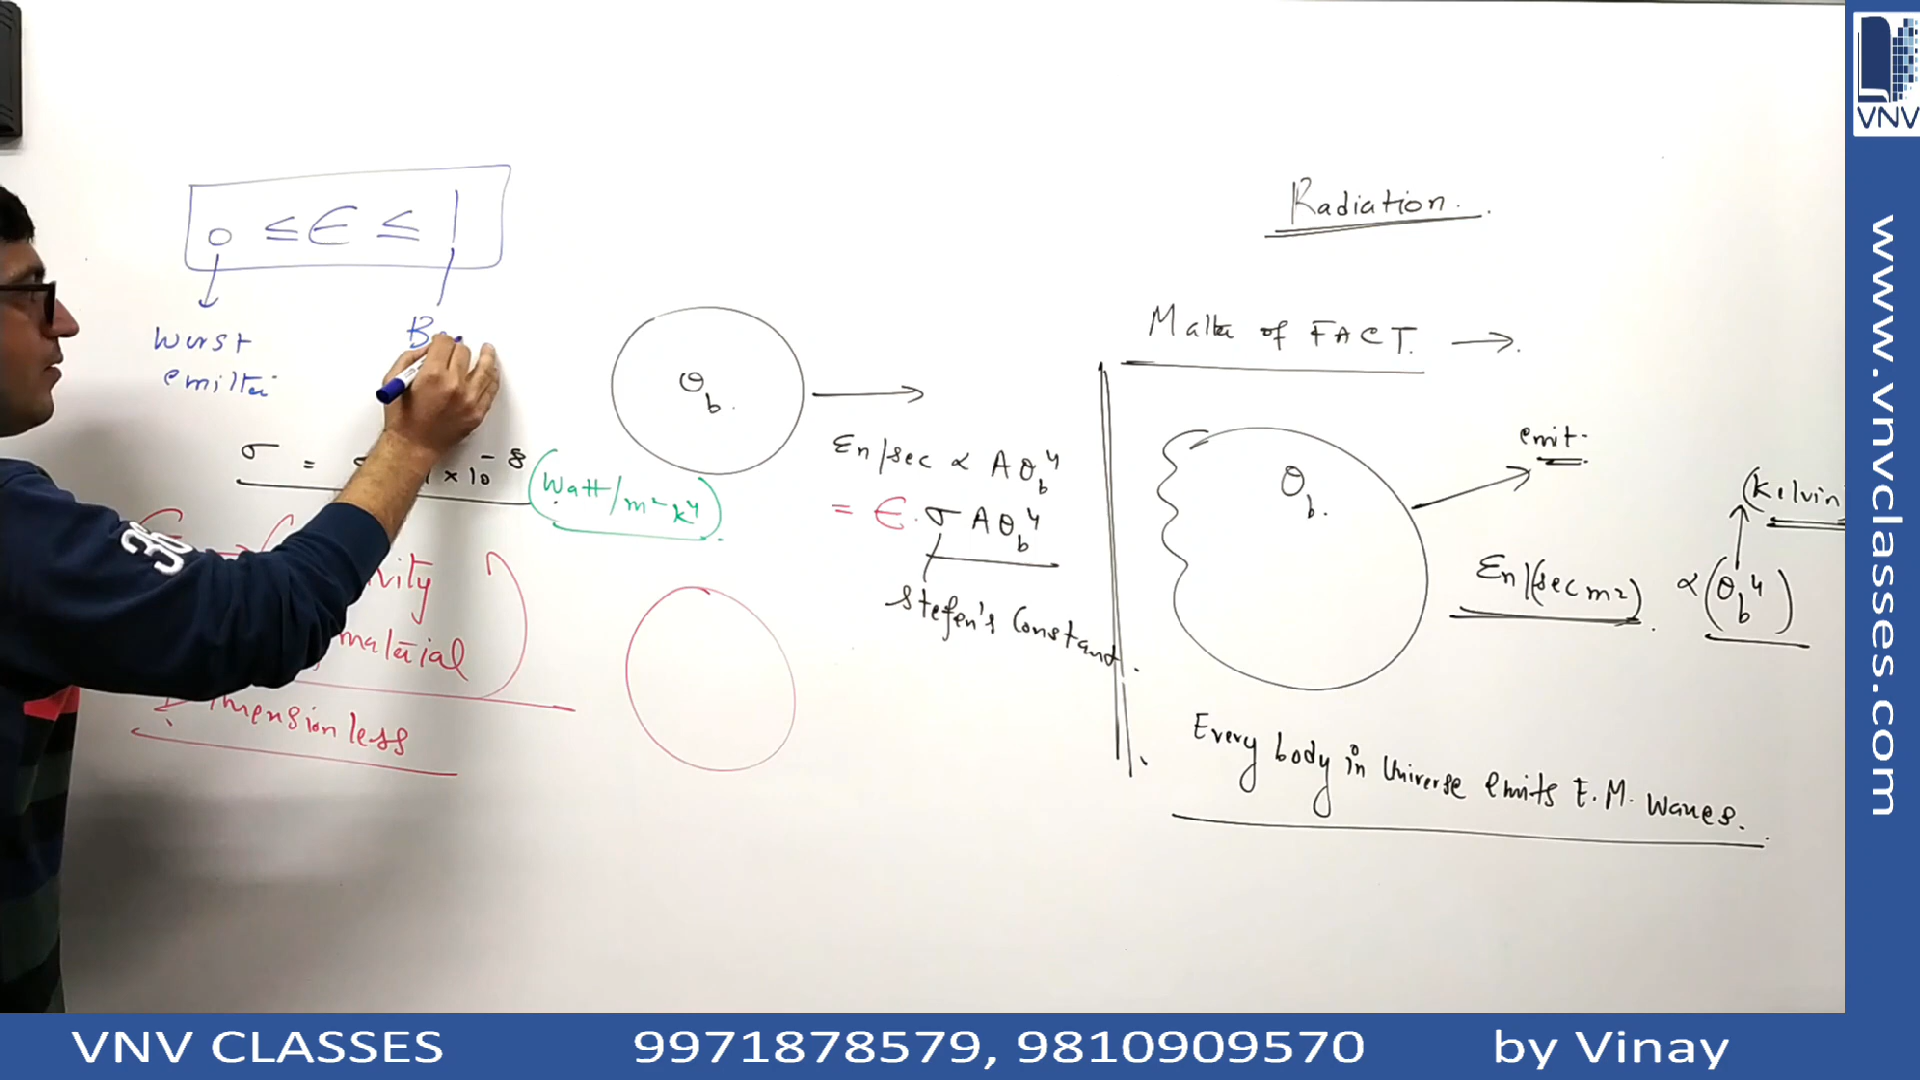 Radiation.
0 ≤ ∈ ≤ 1
worst
emitter
B
Matter of FACT. →
θb
En/sec ∝ Aθb⁴
= ∈. σ Aθb⁴
Stefen's Constant.
σ = × 10⁻⁸ (Watt/m²k⁴)
material
Dimension less
θb.
emit.
(Kelvin
En/(sec m²) ∝ (θb⁴)
Every body in Universe emits E.M. Waves.
VNV
www.vnvclasses.com
VNV CLASSES 9971878579, 9810909570 by Vinay